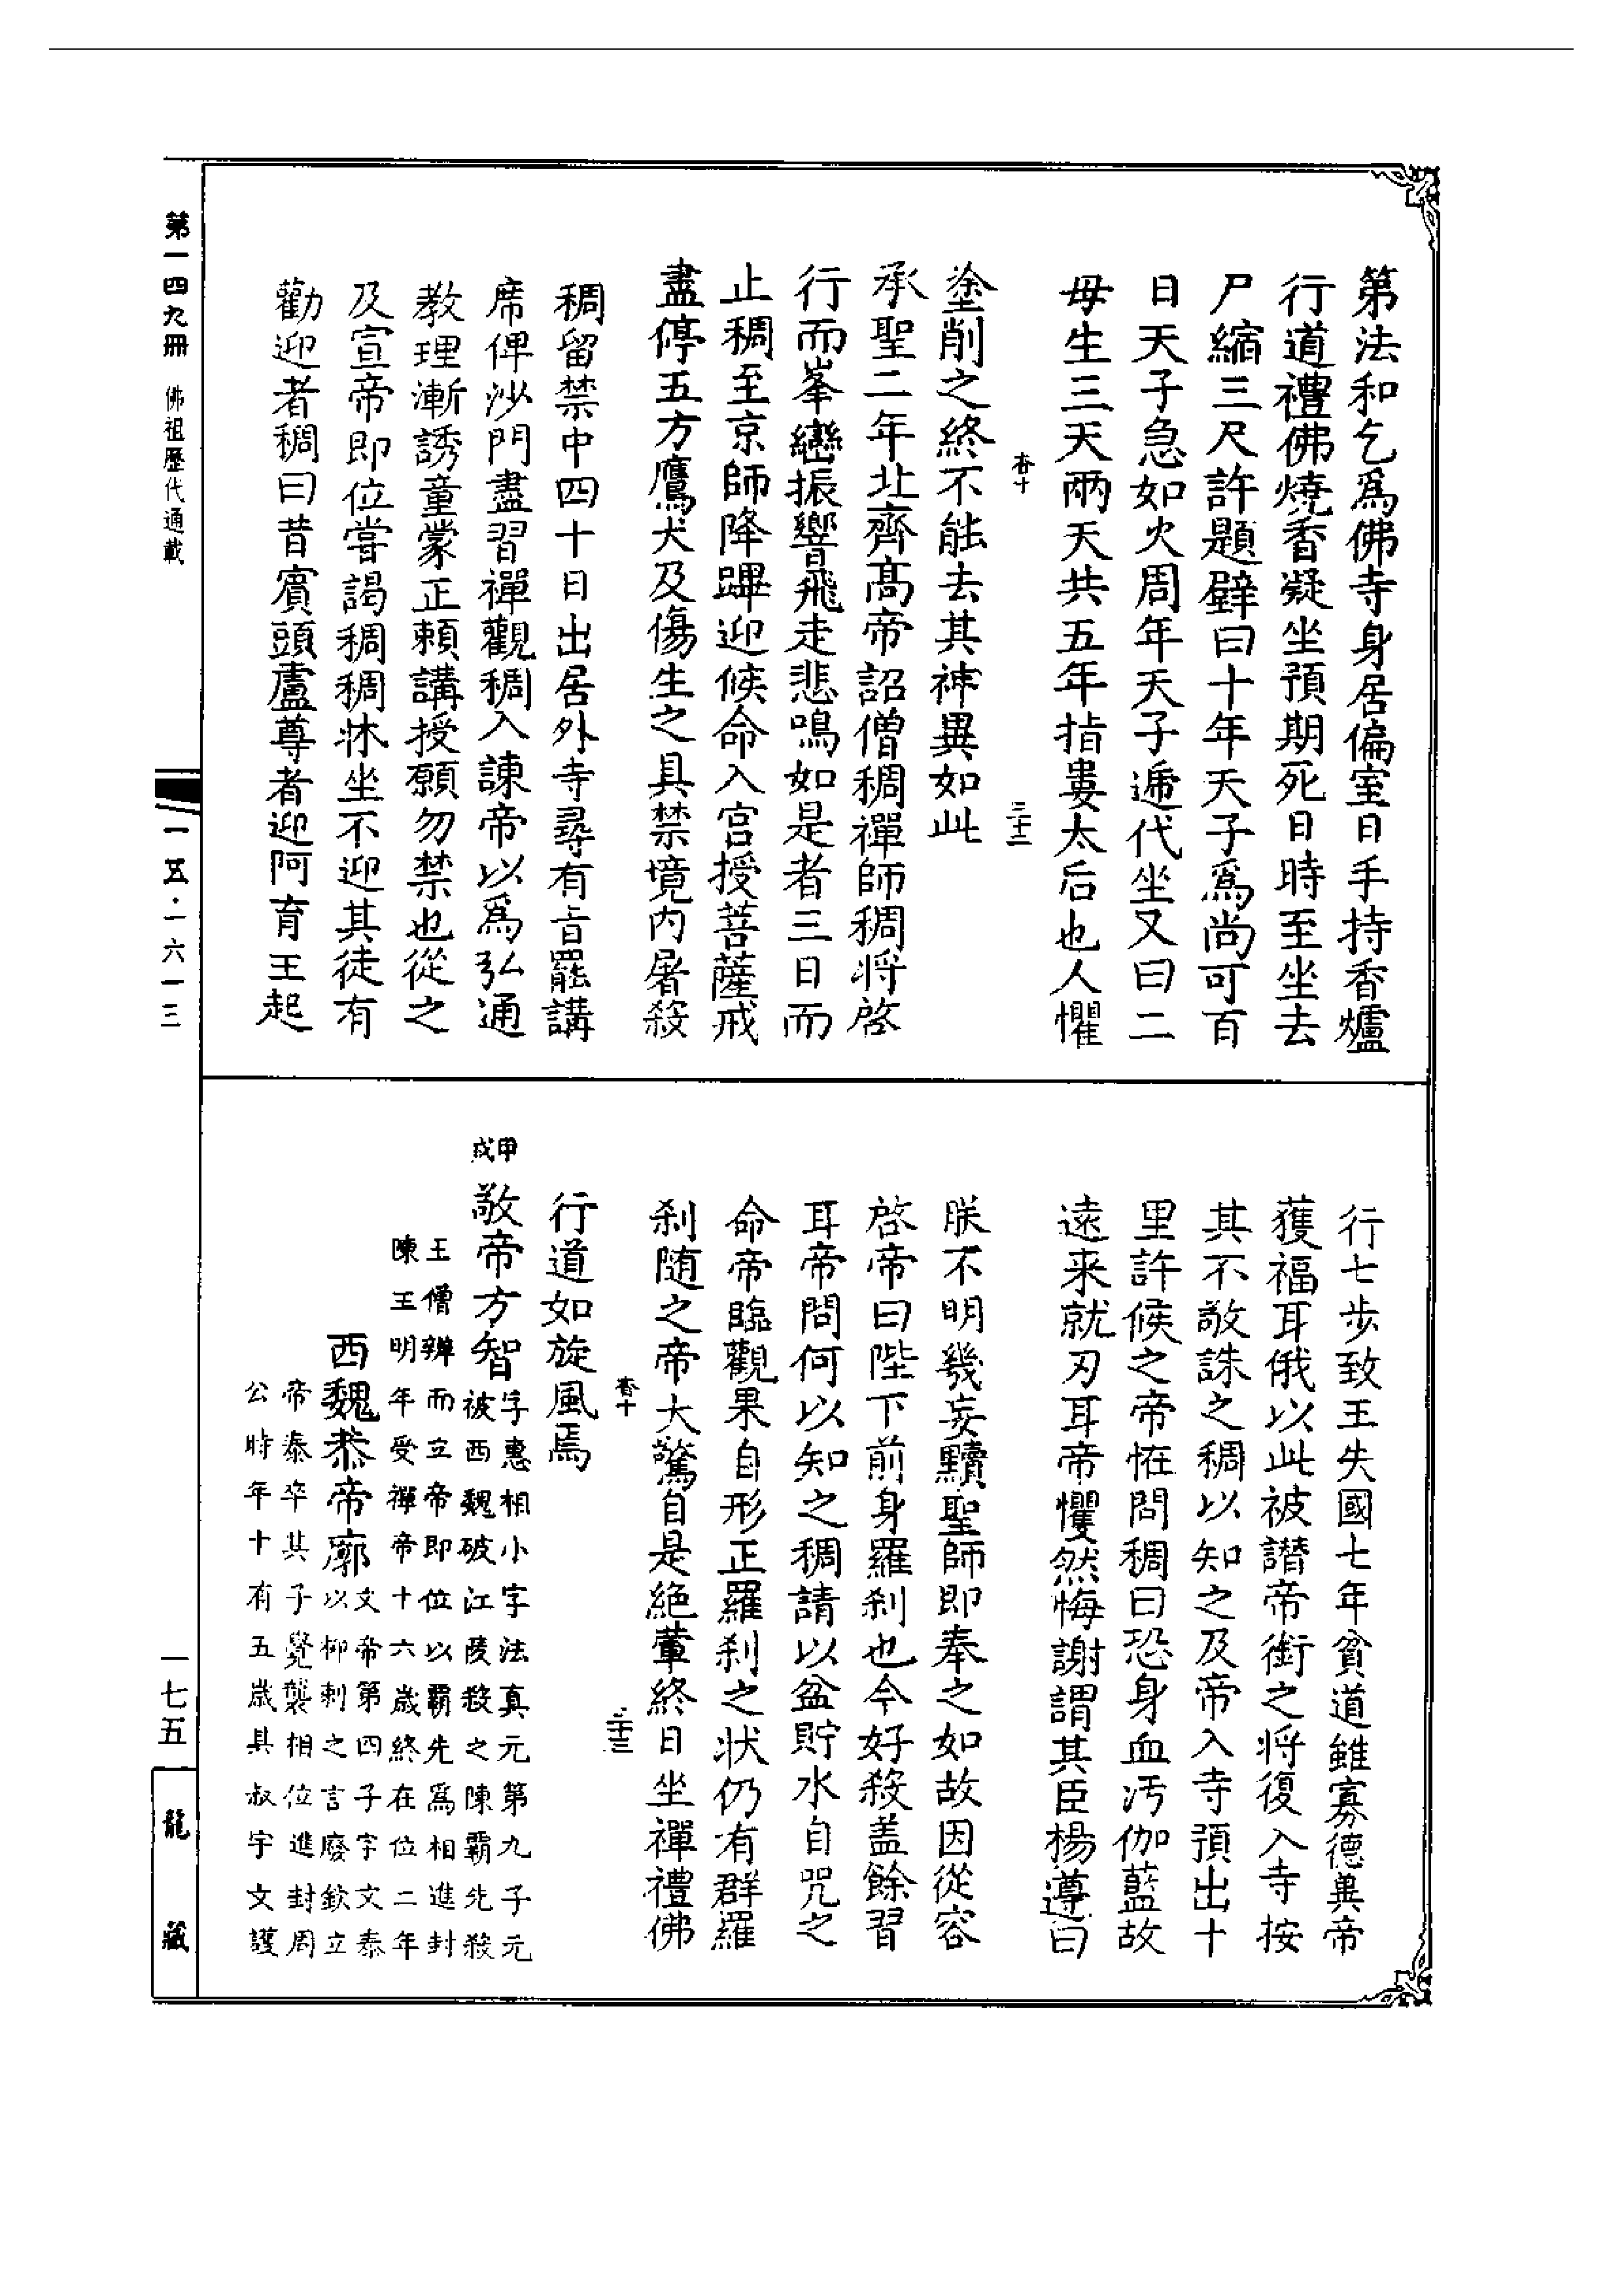 第法和乞爲佛寺身居偏室日手持香爐
行道禮佛燒香凝坐預期死日時至坐去
尸縮三尺許題壁曰十年天子爲尚可百
日天子急如火周年天子遞代坐又曰二
母生三天兩天共五年指婁太后也人懼
杳十
三十二
塗削之終不能去其神異如此
承聖二年北齊高帝詔僧稠禪師稠將啓
行而峯巒振響飛走悲鳴如是者三日而
止稠至京師降蹕迎候命入宮授菩薩戒
盡停五方鷹犬及傷生之具禁境內屠殺
稠留禁中四十日出居外寺尋有旨罷講
席俾沙門盡習禪觀稠入諫帝以爲弘通
教理漸誘童蒙正賴講授願勿禁也從之
及宣帝即位嘗謁稠稠牀坐不迎其徒有
勸迎者稠曰昔賓頭盧尊者迎阿育王起
行七步致王失國七年貧道雖寡德兾帝
獲福耳俄以此被譖帝銜之將復入寺按
其不敬誅之稠以知之及帝入寺預出十
里許候之帝怪問稠曰恐身血汚伽藍故
遠来就刃耳帝懼然悔謝謂其臣楊遵曰
朕不明幾妄黷聖師即奉之如故因從容
啓帝曰陛下前身羅刹也今好殺盖餘習
耳帝問何以知之稠請以盆貯水自咒之
命帝臨觀果自形正羅刹之状仍有群羅
刹随之帝大驚自是絕葷終日坐禪禮佛
杳十
三十三
行道如旋風焉
甲戌
敬帝方智
字惠相小字法真元第九子元
被西魏破江陵殺之陳霸先殺
王僧辨而立帝即位以霸先爲相進封
陳王明年受禪帝十六歲終在位二年
西魏恭帝廓
文帝第四子字文泰
以柳刺之言廢欽立
帝泰卒其子覺襲相位進封周
公時年十有五歲其叔宇文護
第一四九冊 佛祖歷代通載
一五·一六一三
一七五
龍藏